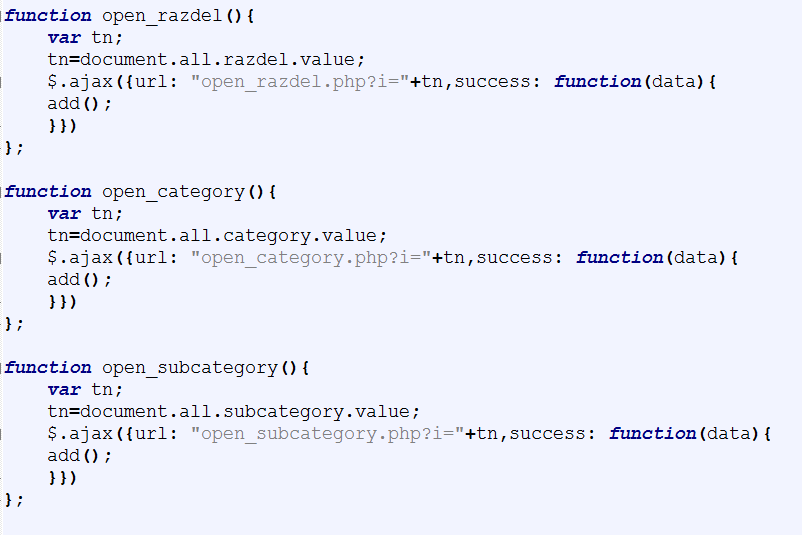 function open_razdel(){
var tn;
tn=document.all.razdel.value;
$.ajax({url: "open_razdel.php?i="+tn,success: function(data){
add();
}})
};
function open_category(){
var tn;
tn=document.all.category.value;
$.ajax({url: "open_category.php?i="+tn,success: function(data){
add();
}})
};
function open_subcategory(){
var tn;
tn=document.all.subcategory.value;
$.ajax({url: "open_subcategory.php?i="+tn,success: function(data){
add();
}})
};